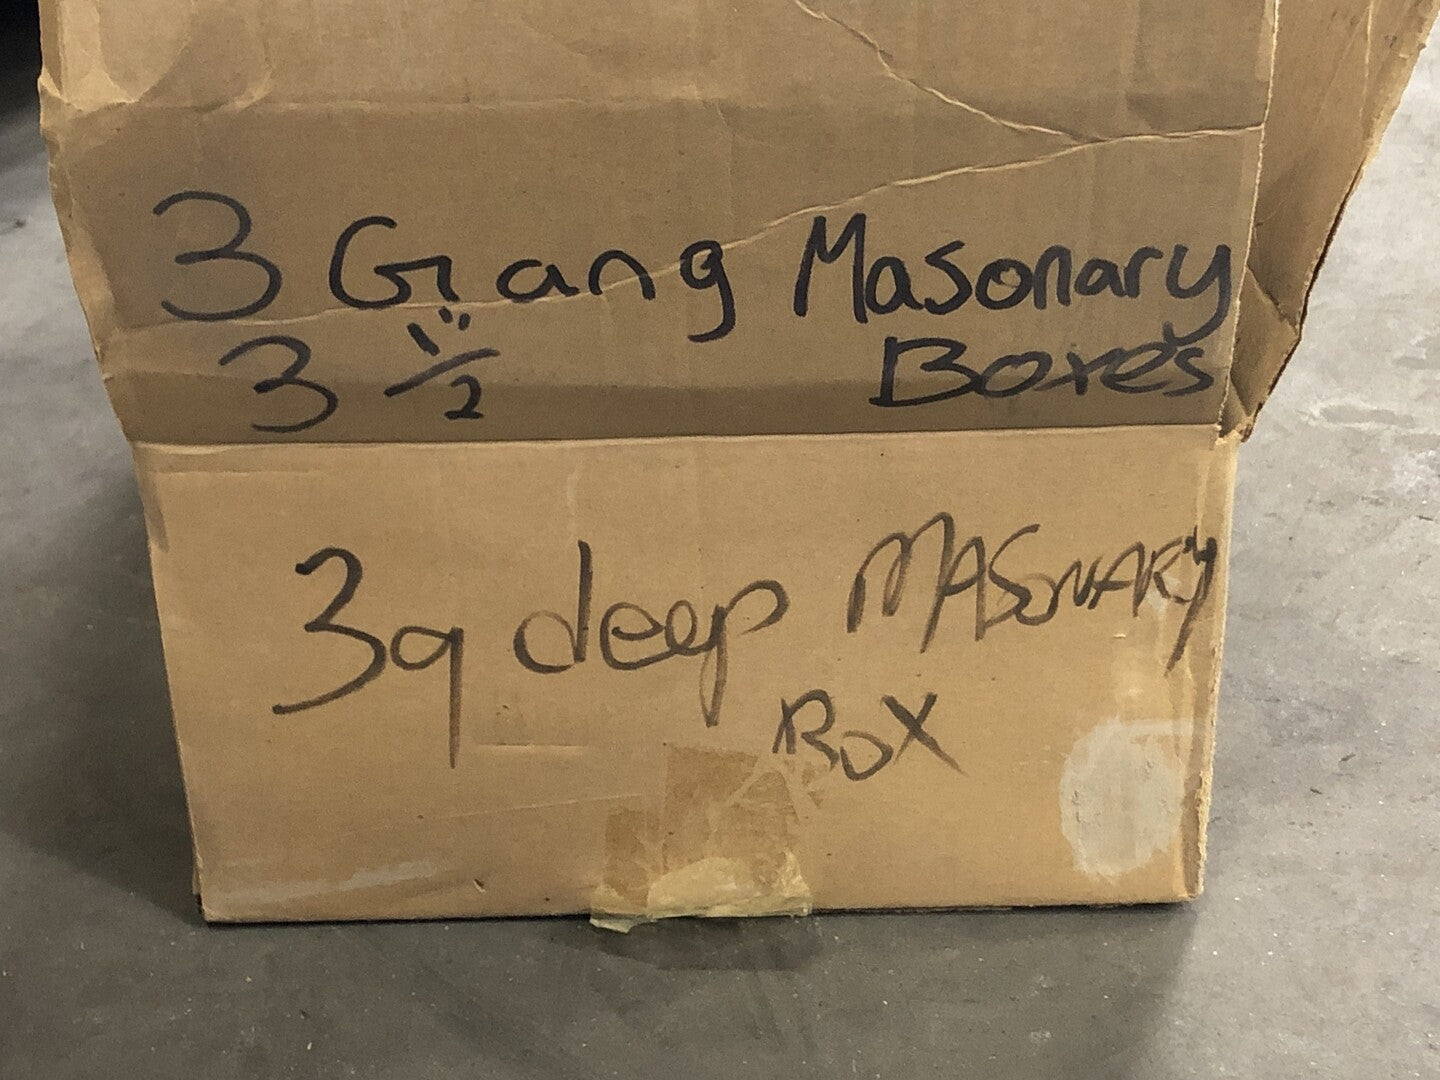 3 Gang Masonary
3 1/2" Boxes
3g deep MASONARY
BOX